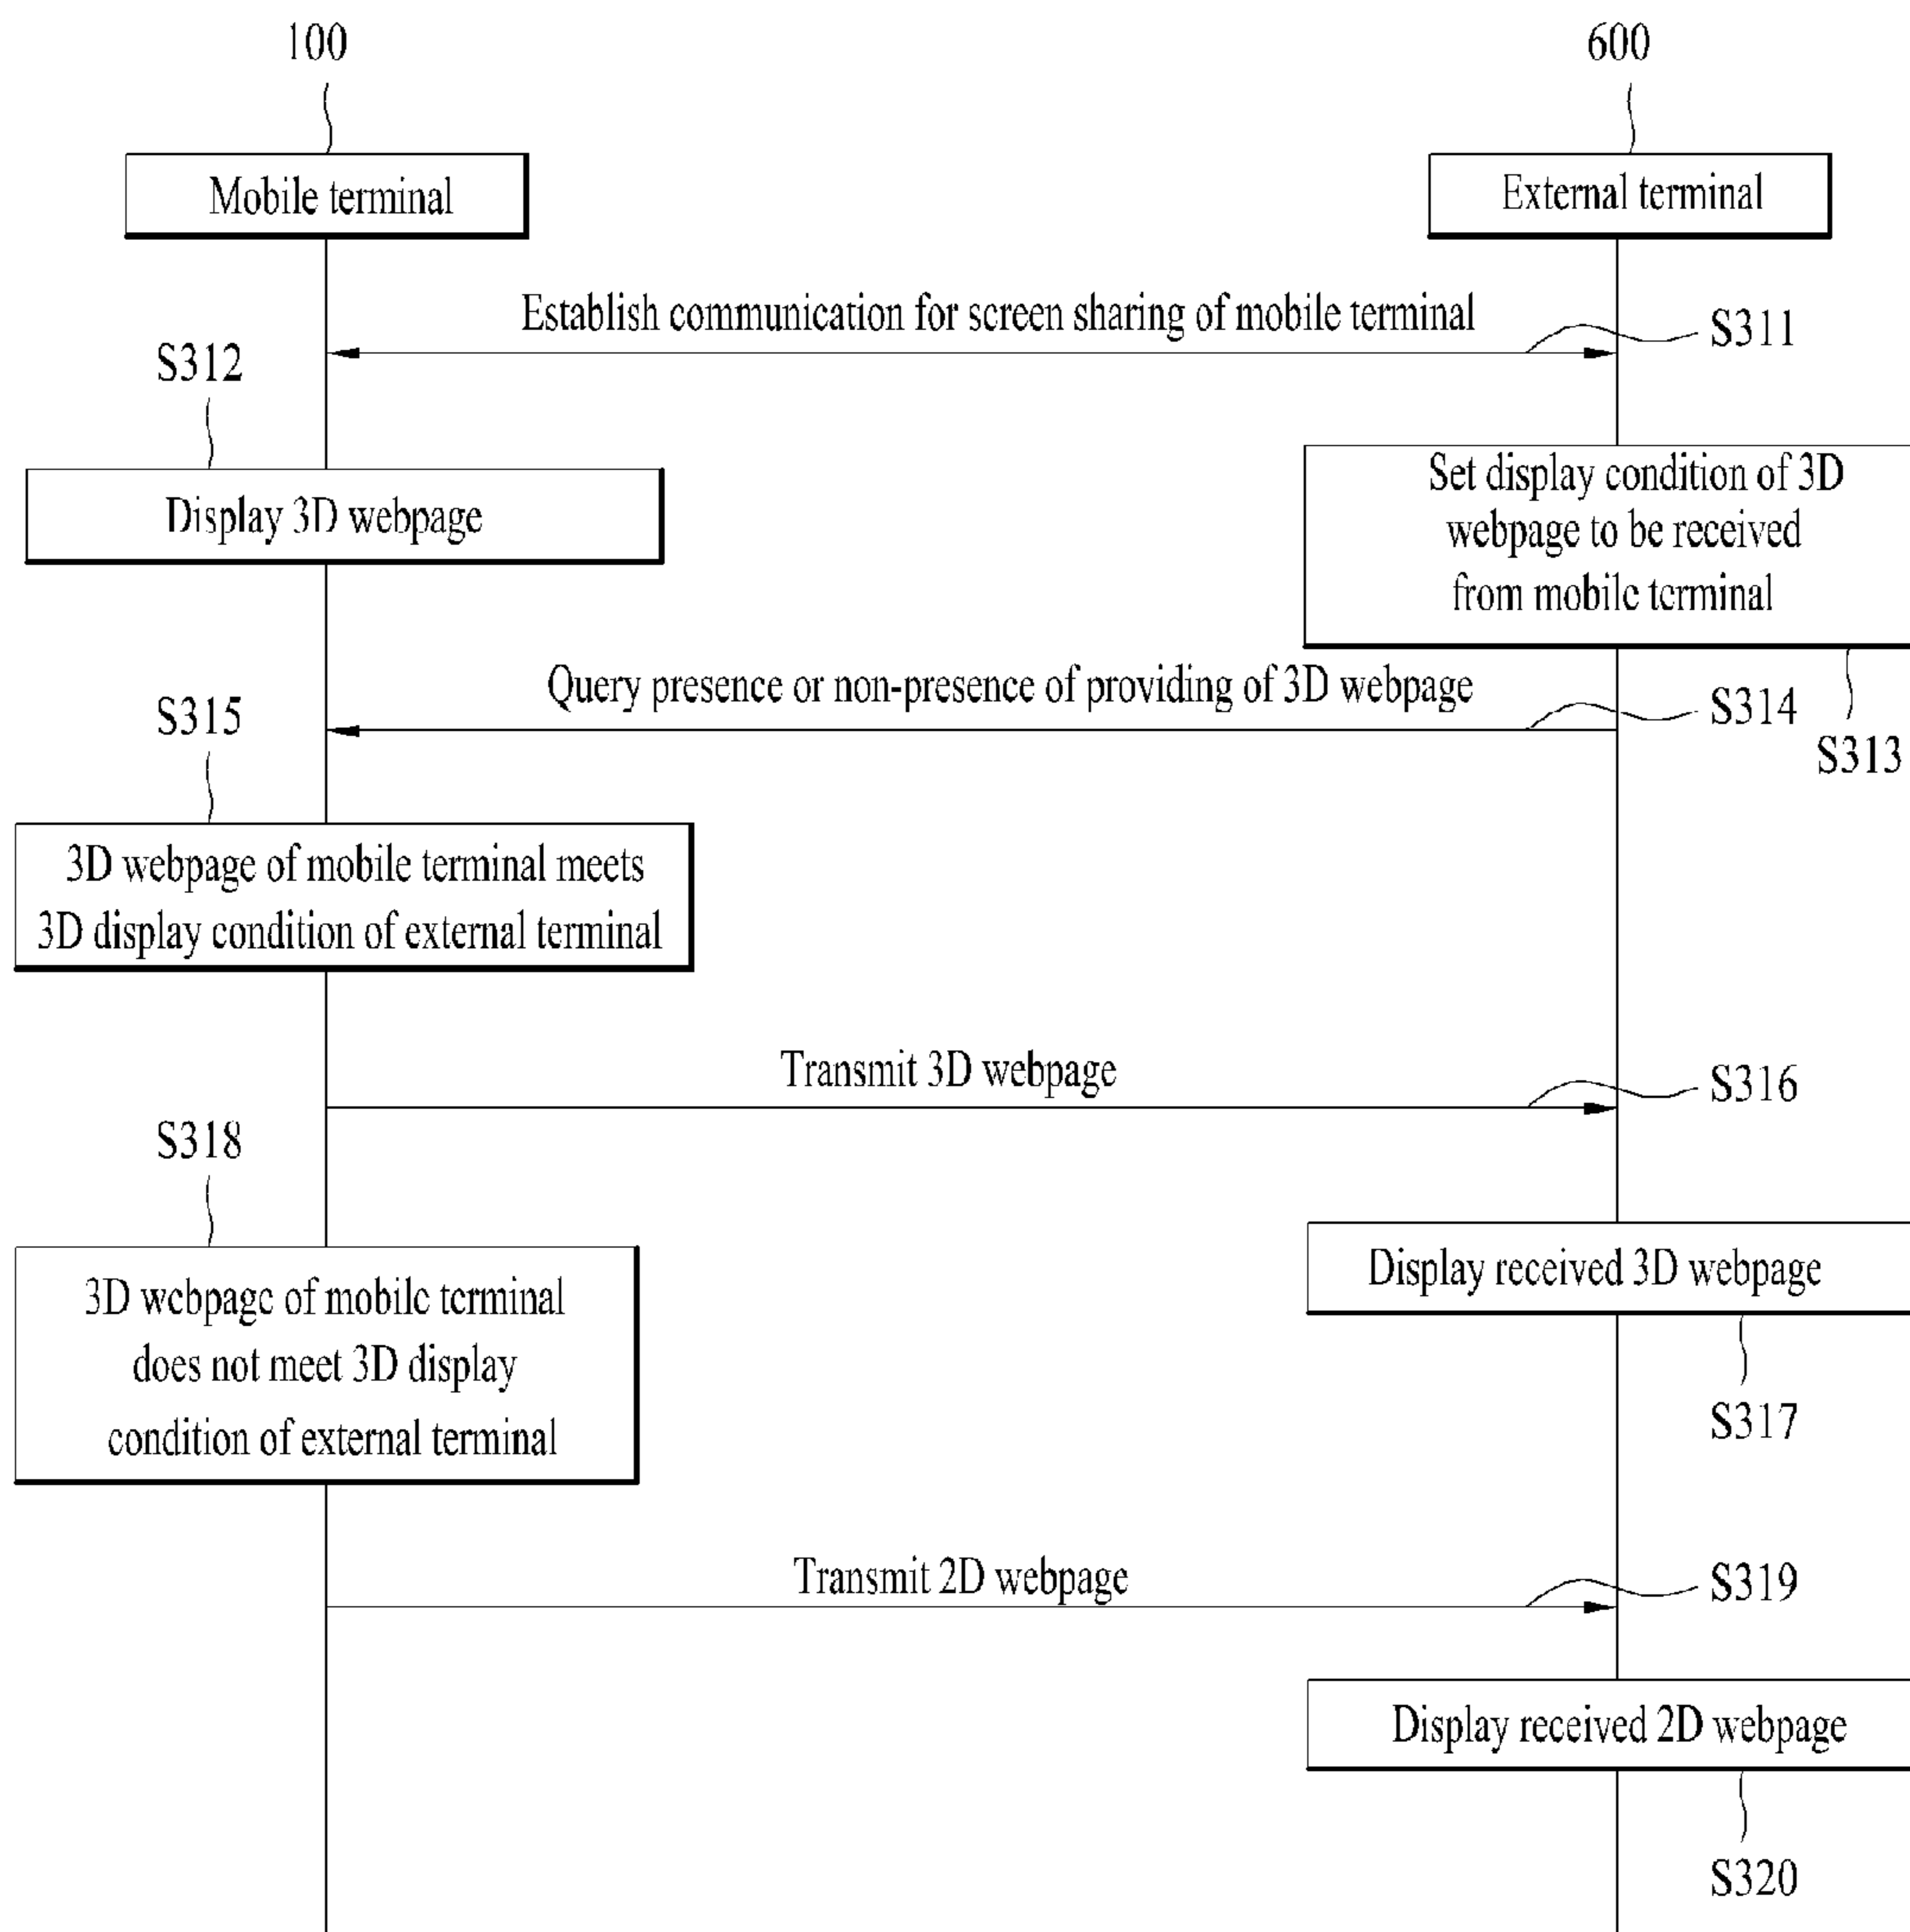 100
600
Mobile terminal
External terminal
Establish communication for screen sharing of mobile terminal
S311
S312
Display 3D webpage
Set display condition of 3D
webpage to be received
from mobile terminal
S313
Query presence or non-presence of providing of 3D webpage
S314
S315
3D webpage of mobile terminal meets
3D display condition of external terminal
Transmit 3D webpage
S316
S318
3D webpage of mobile terminal
does not meet 3D display
condition of external terminal
Display received 3D webpage
S317
Transmit 2D webpage
S319
Display received 2D webpage
S320